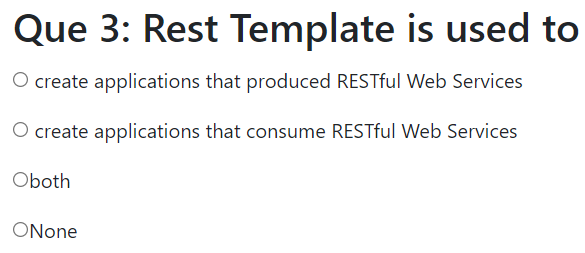 Que 3: Rest Template is used to
create applications that produced RESTful Web Services
create applications that consume RESTful Web Services
both
None